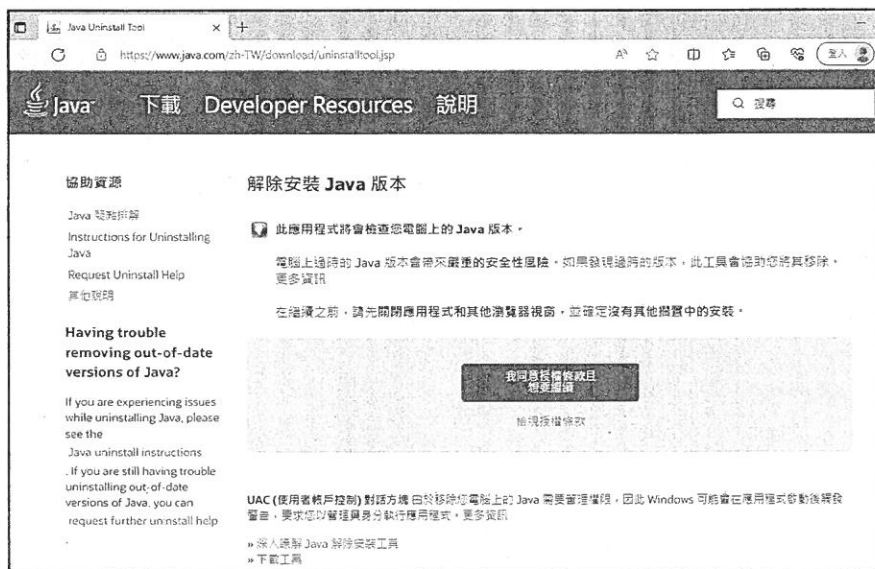 Java Uninstall Tool
https://www.java.com/zh-TW/download/uninstalltool.jsp
登入
Java
下載 Developer Resources 說明
搜尋
協助資源
Java 疑難排解
Instructions for Uninstalling
Java
Request Uninstall Help
其他說明
Having trouble
removing out-of-date
versions of Java?
If you are experiencing issues
while uninstalling Java, please
see the
Java uninstall instructions
. If you are still having trouble
uninstalling out-of-date
versions of Java, you can
request further uninstall help
.
解除安裝 Java 版本
此應用程式將會檢查您電腦上的 Java 版本。
電腦上過時的 Java 版本會帶來嚴重的安全性風險。如果發現過時的版本，此工具會協助您將其移除。
更多資訊
在繼續之前，請先關閉應用程式和其他瀏覽器視窗，並確定沒有其他擱置中的安裝。
我同意授權條款且
想要繼續
檢視授權條款
UAC (使用者帳戶控制) 對話方塊 由於移除您電腦上的 Java 需要管理權限，因此 Windows 可能會在應用程式啟動後觸發
警告，要求您以管理員身分執行應用程式。更多資訊
» 深入瞭解 Java 解除安裝工具
» 下載工具